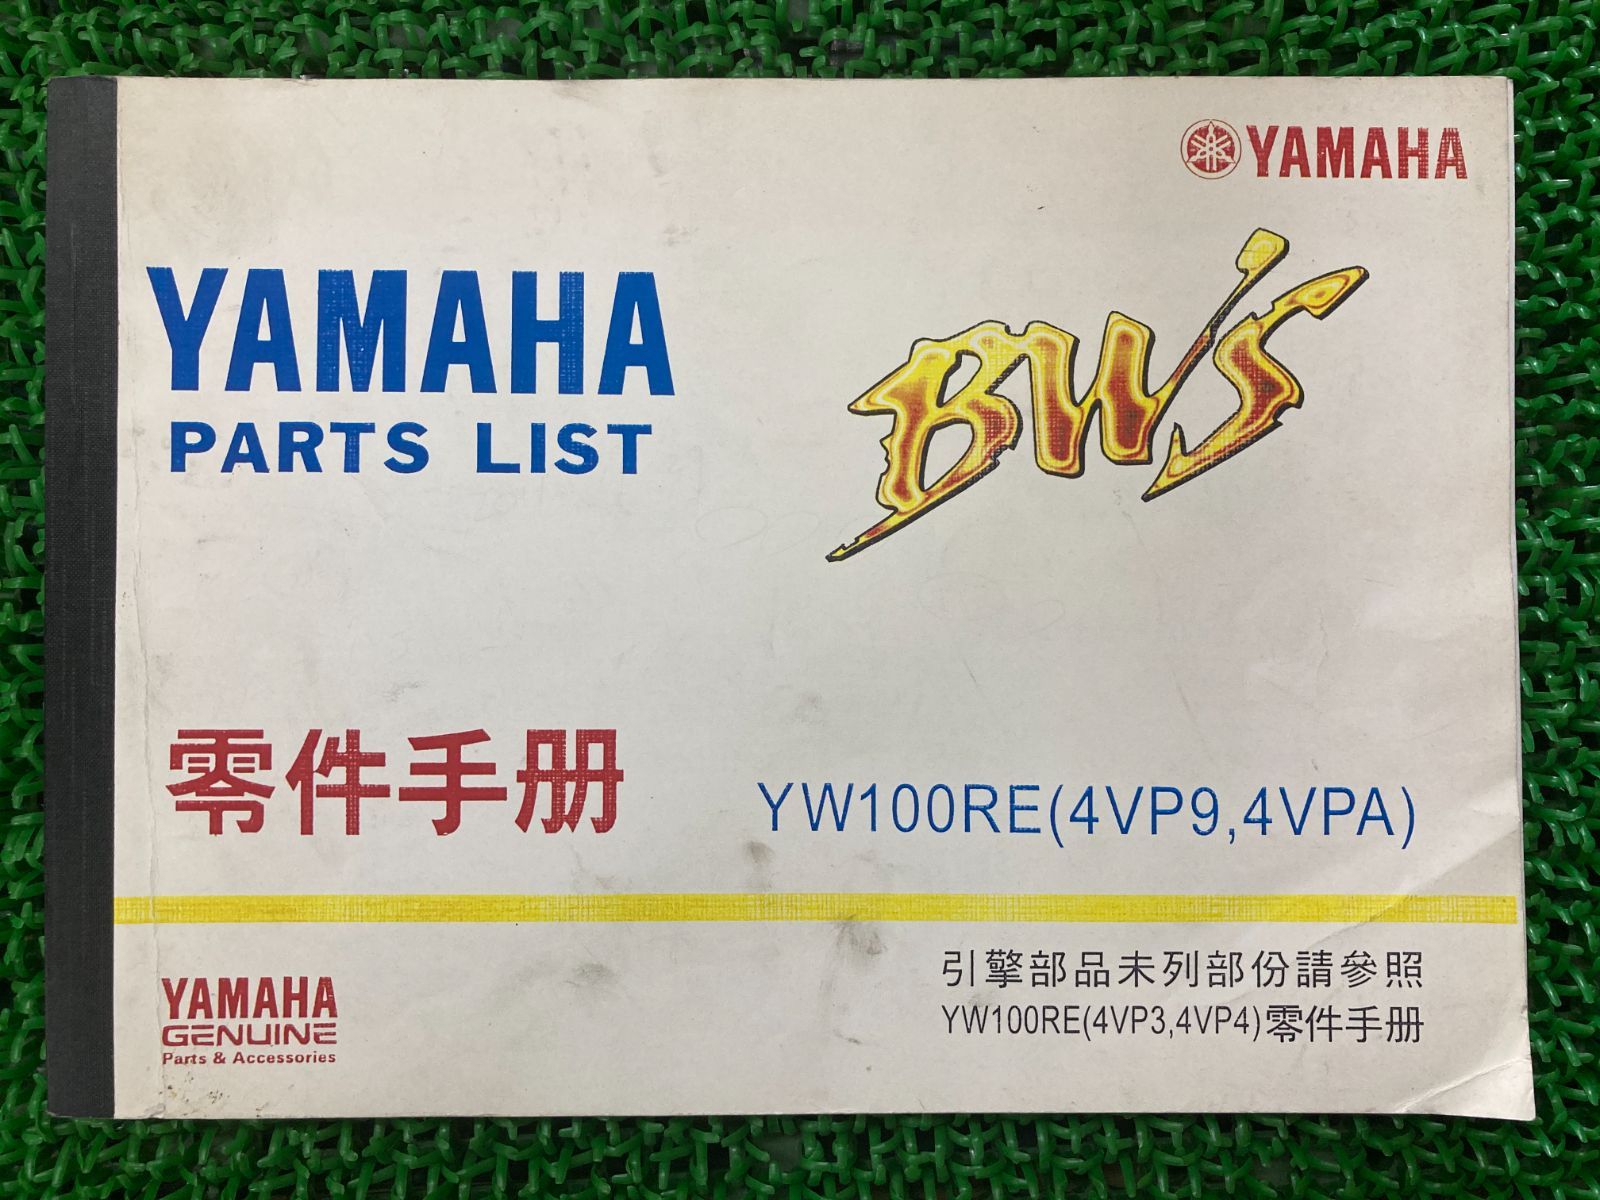 YAMAHA
YAMAHA
PARTS LIST
BW'S
零件手册
YW100RE(4VP9,4VPA)
引擎部品未列部份請參照
YW100RE(4VP3,4VP4)零件手册
YAMAHA
GENUINE
Parts & Accessories